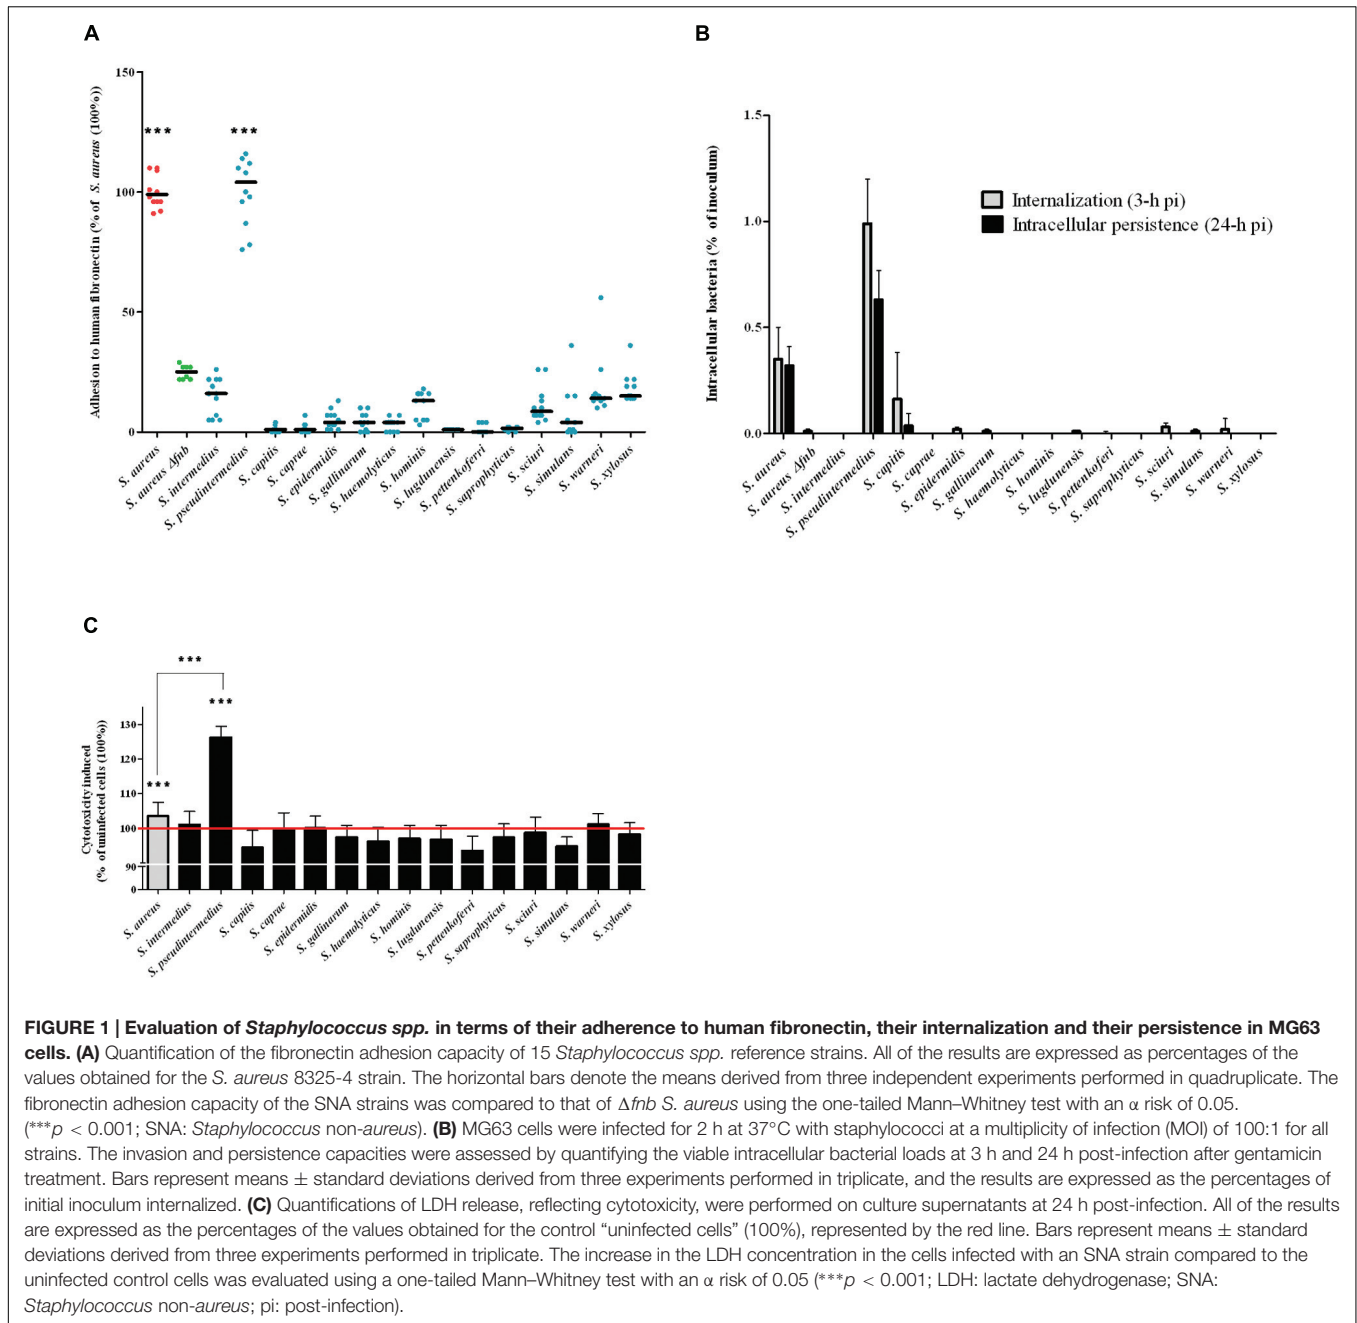 A
Adhesion to human fibronectin (% of S. aureus (100%))
150
100
50
0
***
***
S. aureus
S. aureus Δfnb
S. intermedius
S. pseudintermedius
S. capitis
S. caprae
S. epidermidis
S. gallinarum
S. haemolyticus
S. hominis
S. lugdunensis
S. pettenkoferri
S. saprophyticus
S. sciuri
S. simulans
S. warneri
S. xylosus
B
Intracellular bacteria (% of inoculum)
1.5
1.0
0.5
0.0
Internalization (3-h pi)
Intracellular persistence (24-h pi)
S. aureus
S. aureus Δfnb
S. intermedius
S. pseudintermedius
S. capitis
S. caprae
S. epidermidis
S. gallinarum
S. haemolyticus
S. hominis
S. lugdunensis
S. pettenkoferi
S. saprophyticus
S. sciuri
S. simulans
S. warneri
S. xylosus
C
Cytotoxicity induced
(% of uninfected cells (100%))
130
120
110
100
90
0
***
***
***
S. aureus
S. intermedius
S. pseudintermedius
S. capitis
S. caprae
S. epidermidis
S. gallinarum
S. haemolyticus
S. hominis
S. lugdunensis
S. pettenkoferri
S. saprophyticus
S. sciuri
S. simulans
S. warneri
S. xylosus
FIGURE 1 | Evaluation of Staphylococcus spp. in terms of their adherence to human fibronectin, their internalization and their persistence in MG63
cells. (A) Quantification of the fibronectin adhesion capacity of 15 Staphylococcus spp. reference strains. All of the results are expressed as percentages of the
values obtained for the S. aureus 8325-4 strain. The horizontal bars denote the means derived from three independent experiments performed in quadruplicate. The
fibronectin adhesion capacity of the SNA strains was compared to that of Δfnb S. aureus using the one-tailed Mann–Whitney test with an α risk of 0.05.
(***p < 0.001; SNA: Staphylococcus non-aureus). (B) MG63 cells were infected for 2 h at 37°C with staphylococci at a multiplicity of infection (MOI) of 100:1 for all
strains. The invasion and persistence capacities were assessed by quantifying the viable intracellular bacterial loads at 3 h and 24 h post-infection after gentamicin
treatment. Bars represent means ± standard deviations derived from three experiments performed in triplicate, and the results are expressed as the percentages of
initial inoculum internalized. (C) Quantifications of LDH release, reflecting cytotoxicity, were performed on culture supernatants at 24 h post-infection. All of the results
are expressed as the percentages of the values obtained for the control “uninfected cells” (100%), represented by the red line. Bars represent means ± standard
deviations derived from three experiments performed in triplicate. The increase in the LDH concentration in the cells infected with an SNA strain compared to the
uninfected control cells was evaluated using a one-tailed Mann–Whitney test with an α risk of 0.05 (***p < 0.001; LDH: lactate dehydrogenase; SNA:
Staphylococcus non-aureus; pi: post-infection).